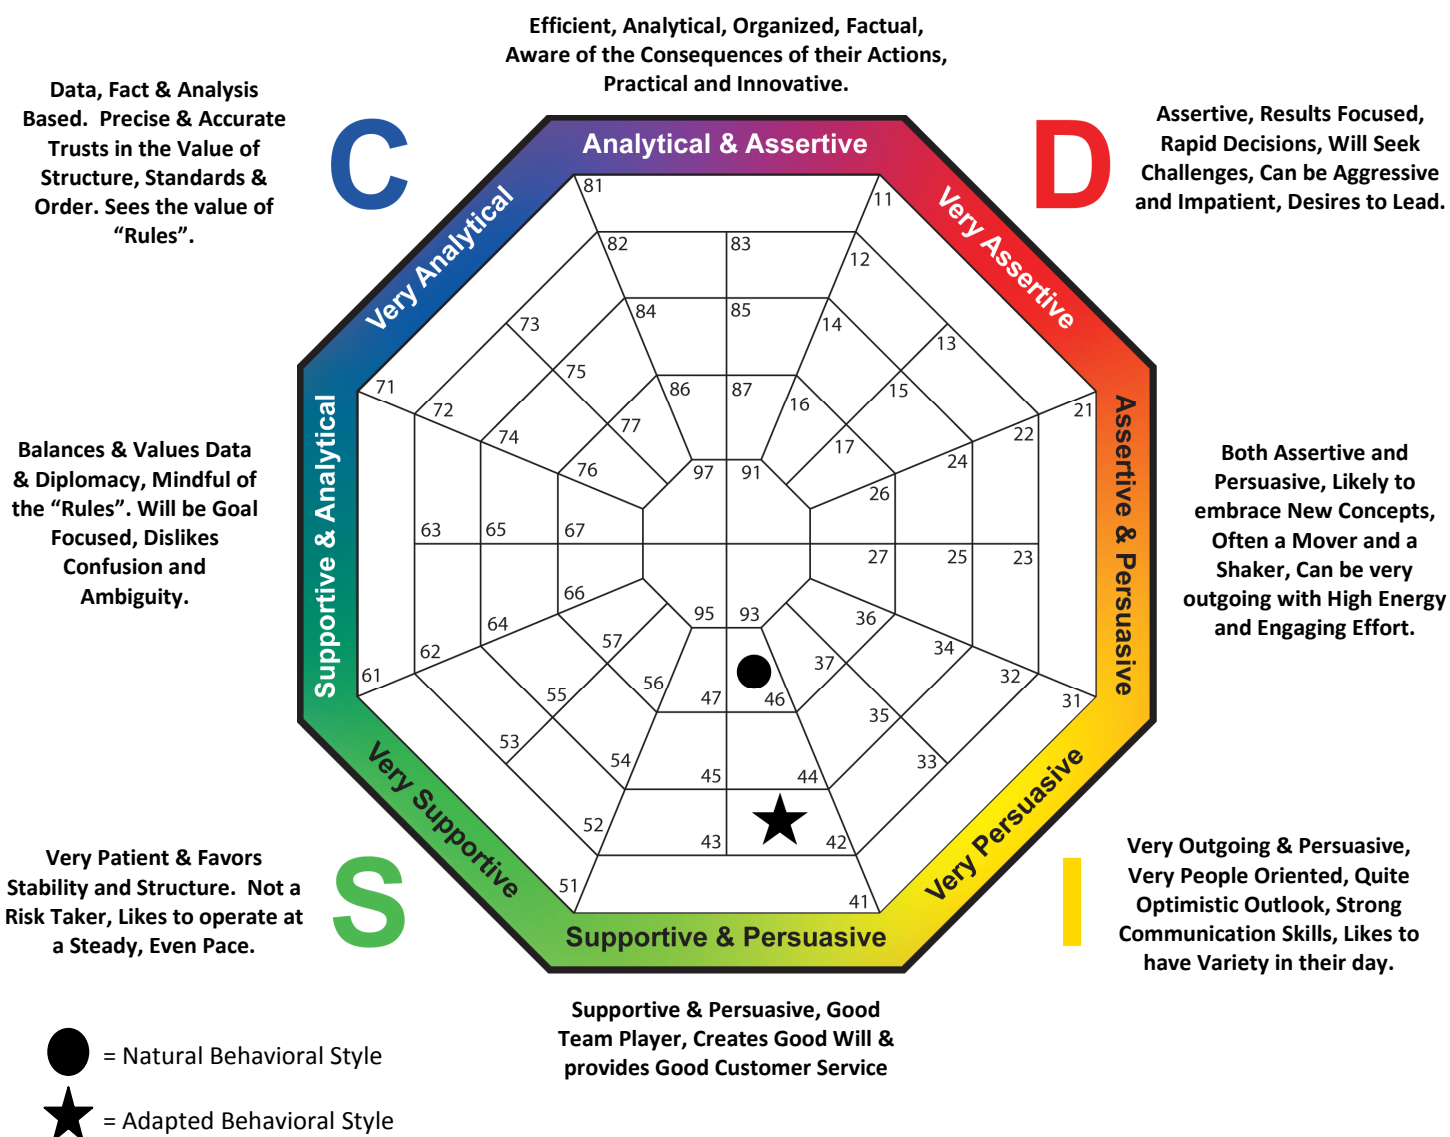 Efficient, Analytical, Organized, Factual,
Aware of the Consequences of their Actions,
Practical and Innovative.
Data, Fact & Analysis
Based.  Precise & Accurate
Trusts in the Value of
Structure, Standards &
Order. Sees the value of
“Rules”.
C
D
Assertive, Results Focused,
Rapid Decisions, Will Seek
Challenges, Can be Aggressive
and Impatient, Desires to Lead.
Analytical & Assertive
Very Analytical
Very Assertive
81
11
82
83
12
84
85
14
73
13
75
15
71
86
87
16
21
72
77
22
74
17
24
76
97
91
26
Balances & Values Data
& Diplomacy, Mindful of
the “Rules”. Will be Goal
Focused, Dislikes
Confusion and
Ambiguity.
Supportive & Analytical
Assertive & Persuasive
Both Assertive and
Persuasive, Likely to
embrace New Concepts,
Often a Mover and a
Shaker, Can be very
outgoing with High Energy
and Engaging Effort.
63
65
67
27
25
23
66
95
93
36
64
57
34
62
37
61
56
32
55
47
46
31
53
35
54
33
45
44
52
43
42
51
41
Very Supportive
Very Persuasive
Supportive & Persuasive
Very Patient & Favors
Stability and Structure.  Not a
Risk Taker, Likes to operate at
a Steady, Even Pace.
S
I
Very Outgoing & Persuasive,
Very People Oriented, Quite
Optimistic Outlook, Strong
Communication Skills, Likes to
have Variety in their day.
Supportive & Persuasive, Good
Team Player, Creates Good Will &
provides Good Customer Service
= Natural Behavioral Style
= Adapted Behavioral Style